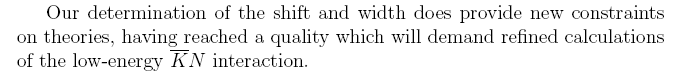 Our determination of the shift and width does provide new constraints
on theories, having reached a quality which will demand refined calculations
of the low-energy K̅N interaction.